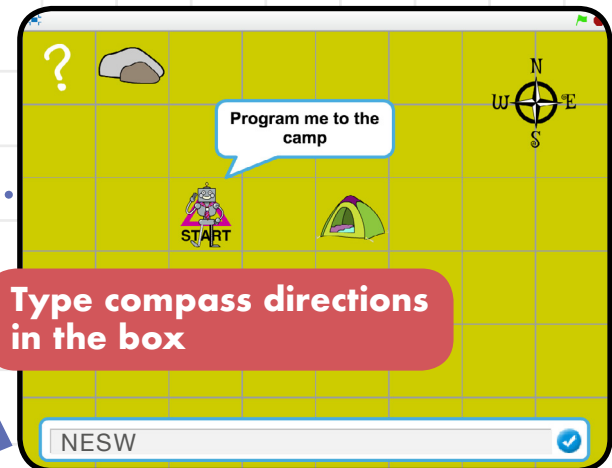 ?
N
W E
S
Program me to the
camp
START
Type compass directions
in the box
NESW